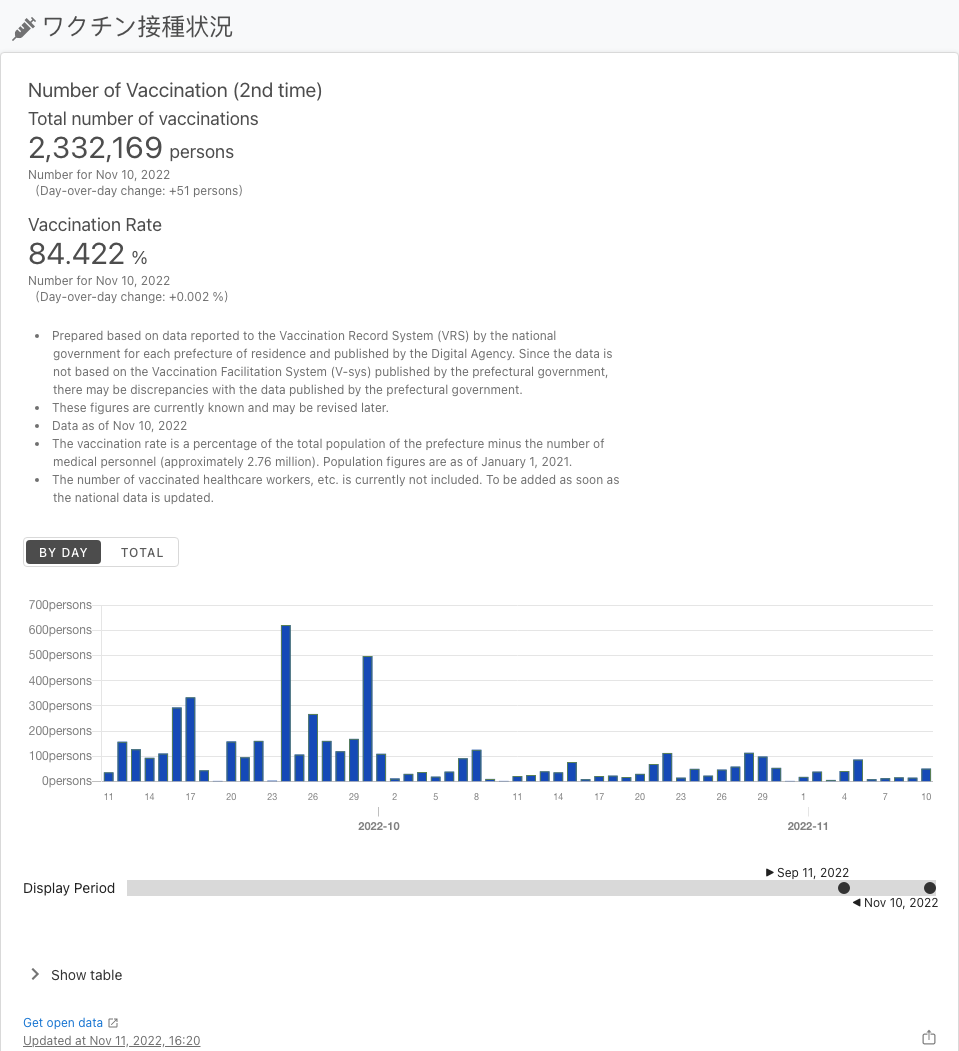 ワクチン接種状況
Number of Vaccination (2nd time)
Total number of vaccinations
2,332,169 persons
Number for Nov 10, 2022
(Day-over-day change: +51 persons)
Vaccination Rate
84.422 %
Number for Nov 10, 2022
(Day-over-day change: +0.002 %)
• Prepared based on data reported to the Vaccination Record System (VRS) by the national
government for each prefecture of residence and published by the Digital Agency. Since the data is
not based on the Vaccination Facilitation System (V-sys) published by the prefectural government,
there may be discrepancies with the data published by the prefectural government.
• These figures are currently known and may be revised later.
• Data as of Nov 10, 2022
• The vaccination rate is a percentage of the total population of the prefecture minus the number of
medical personnel (approximately 2.76 million). Population figures are as of January 1, 2021.
• The number of vaccinated healthcare workers, etc. is currently not included. To be added as soon as
the national data is updated.
BY DAY TOTAL
700persons
600persons
500persons
400persons
300persons
200persons
100persons
0persons
11 14 17 20 23 26 29 2 5 8 11 14 17 20 23 26 29 1 4 7 10
2022-10 2022-11
Sep 11, 2022
Display Period
Nov 10, 2022
Show table
Get open data
Updated at Nov 11, 2022, 16:20